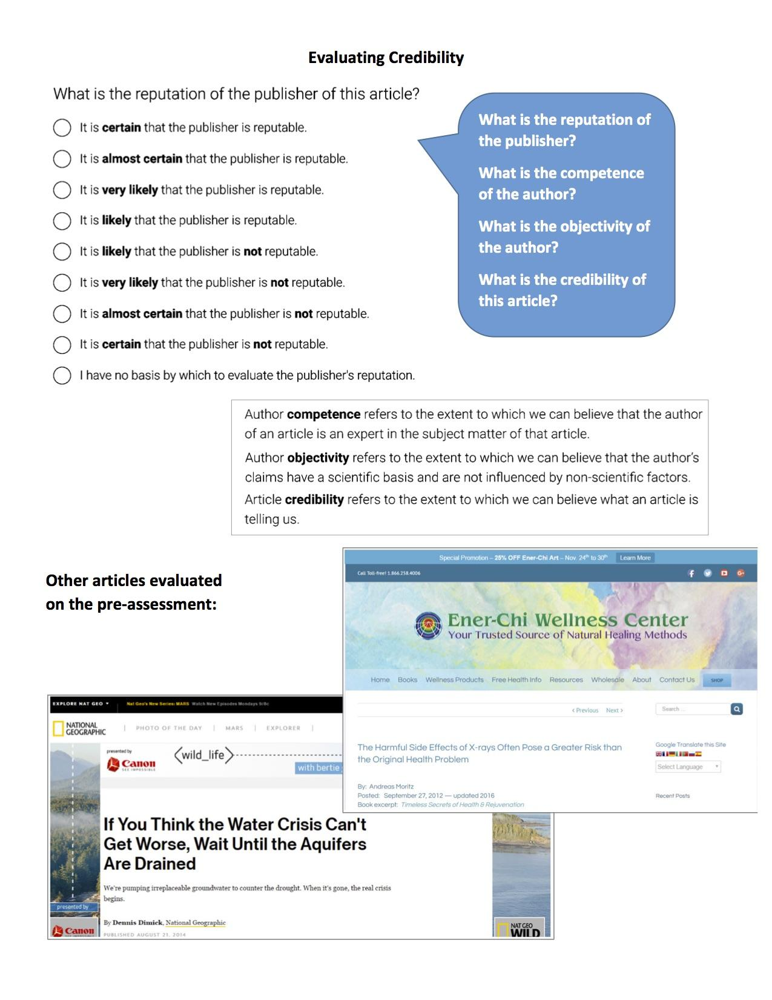 Evaluating Credibility
What is the reputation of the publisher of this article?
It is certain that the publisher is reputable.
It is almost certain that the publisher is reputable.
It is very likely that the publisher is reputable.
It is likely that the publisher is reputable.
It is likely that the publisher is not reputable.
It is very likely that the publisher is not reputable.
It is almost certain that the publisher is not reputable.
It is certain that the publisher is not reputable.
I have no basis by which to evaluate the publisher's reputation.
What is the reputation of
the publisher?
What is the competence
of the author?
What is the objectivity of
the author?
What is the credibility of
this article?
Author competence refers to the extent to which we can believe that the author
of an article is an expert in the subject matter of that article.
Author objectivity refers to the extent to which we can believe that the author's
claims have a scientific basis and are not influenced by non-scientific factors.
Article credibility refers to the extent to which we can believe what an article is
telling us.
Other articles evaluated
on the pre-assessment:
Special Promotion – 25% OFF Ener-Chi Art – Nov. 24th to 30th Learn More
Call Toll-free! 1.866.258.4006
Ener-Chi Wellness Center
Your Trusted Source of Natural Healing Methods
Home Books Wellness Products Free Health Info Resources Wholesale About Contact Us SHOP
‹ Previous Next ›
Search ...
The Harmful Side Effects of X-rays Often Pose a Greater Risk than
the Original Health Problem
Google Translate this Site
Select Language
By: Andreas Moritz
Posted: September 27, 2012 — updated 2016
Book excerpt: Timeless Secrets of Health & Rejuvenation
Recent Posts
EXPLORE NAT GEO Nat Geo's New Series: MARS Watch New Episodes Mondays 9/8c
NATIONAL
GEOGRAPHIC
PHOTO OF THE DAY | MARS | EXPLORER |
presented by
Canon
SEE IMPOSSIBLE
<wild_life>
with bertie
If You Think the Water Crisis Can't
Get Worse, Wait Until the Aquifers
Are Drained
We're pumping irreplaceable groundwater to counter the drought. When it's gone, the real crisis
begins.
By Dennis Dimick, National Geographic
PUBLISHED AUGUST 21, 2014
presented by
Canon
NAT GEO
WILD